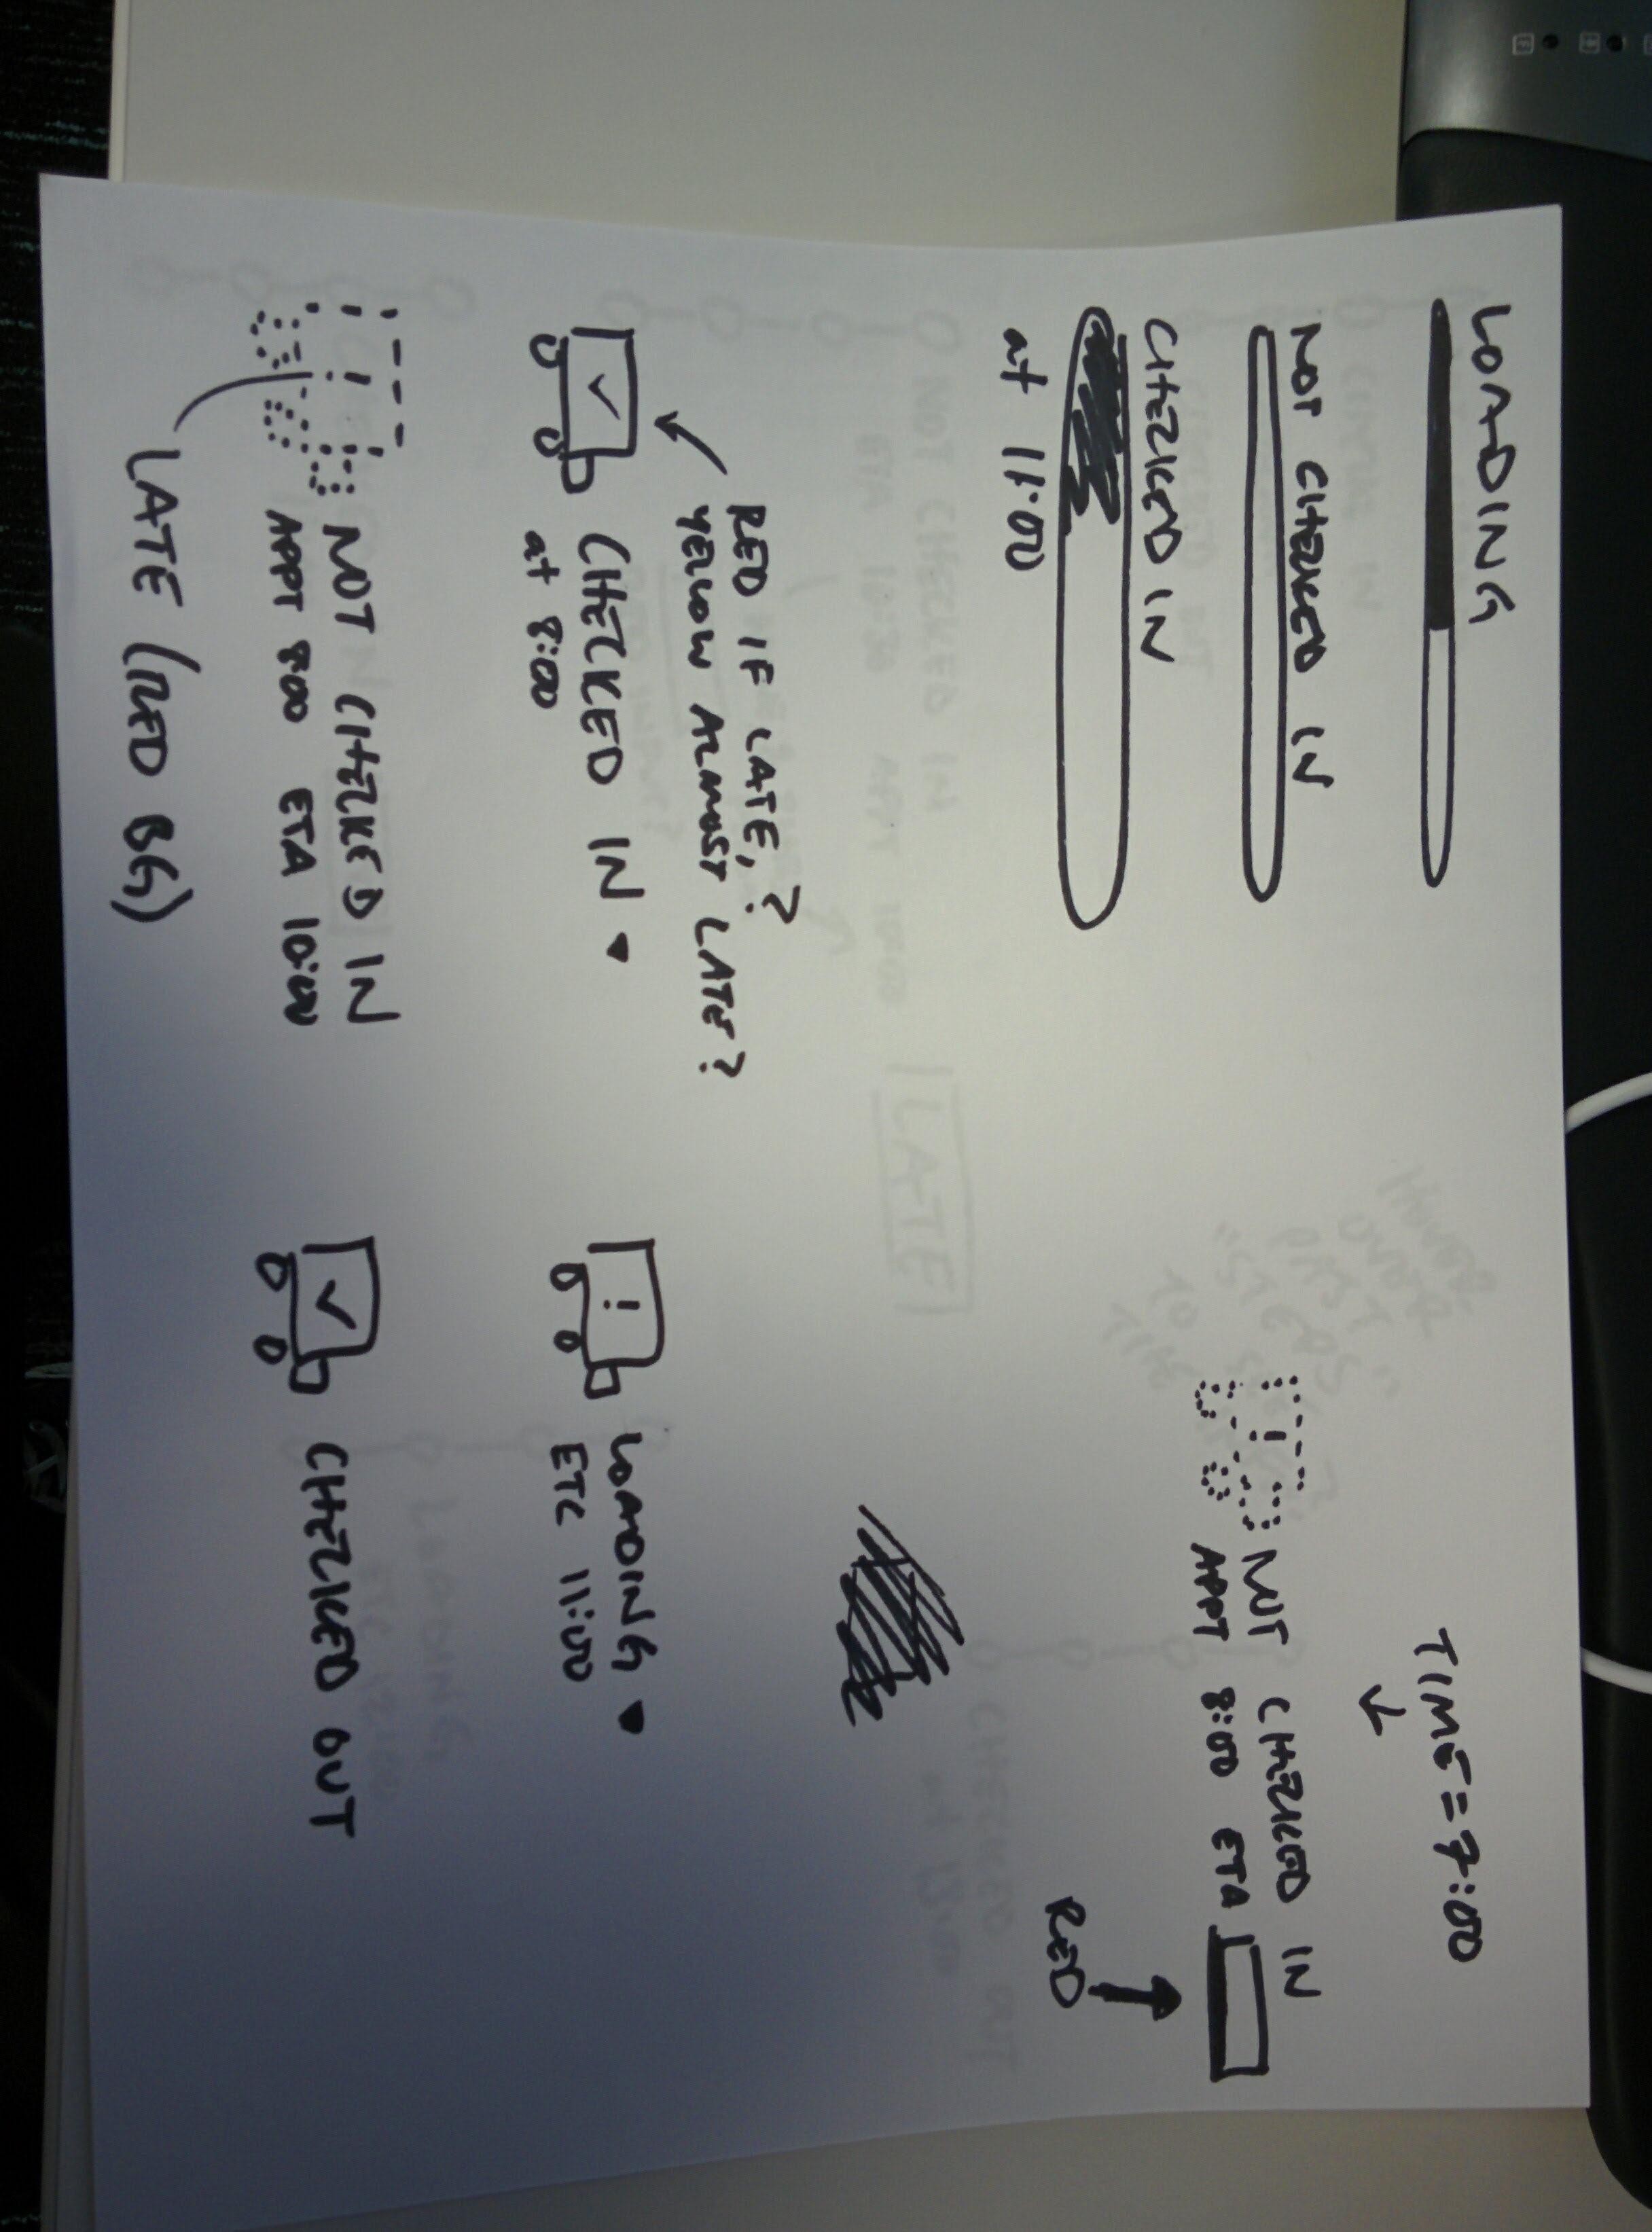 LOADING
NOT CHECKED IN
CHECKED IN
at 11:00
TIME = 7:00
NOT CHECKED IN
APPT 8:00 ETA
RED
RED IF LATE,?
YELLOW ALMOST LATE?
CHECKED IN
at 8:00
LOADING
ETC 11:00
NOT CHECKED IN
APPT 8:00 ETA 10:00
LATE (RED BG)
CHECKED OUT